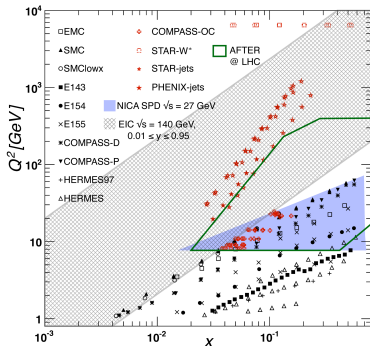 EMC
SMC
SMClowx
E143
E154
E155
COMPASS-D
COMPASS-P
HERMES97
HERMES
COMPASS-OC
STAR-W*
STAR-jets
PHENIX-jets
AFTER
@ LHC
NICA SPD √s = 27 GeV
EIC √s = 140 GeV,
0.01 ≤ y ≤ 0.95
Q² [GeV]
10⁴
10³
10²
10
1
10⁻³
10⁻²
10⁻¹
x